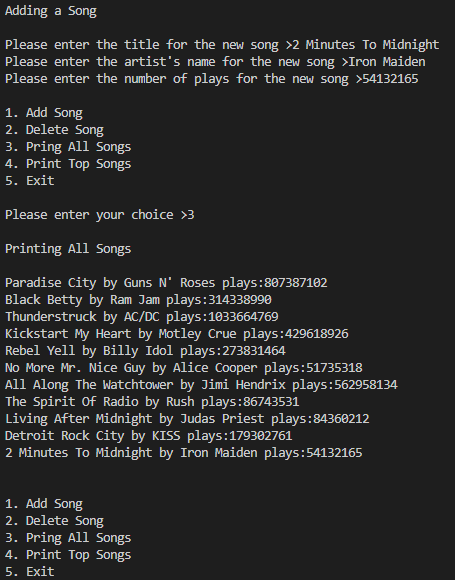 Adding a Song
Please enter the title for the new song >2 Minutes To Midnight
Please enter the artist's name for the new song >Iron Maiden
Please enter the number of plays for the new song >54132165
1. Add Song
2. Delete Song
3. Pring All Songs
4. Print Top Songs
5. Exit
Please enter your choice >3
Printing All Songs
Paradise City by Guns N' Roses plays:807387102
Black Betty by Ram Jam plays:314338990
Thunderstruck by AC/DC plays:1033664769
Kickstart My Heart by Motley Crue plays:429618926
Rebel Yell by Billy Idol plays:273831464
No More Mr. Nice Guy by Alice Cooper plays:51735318
All Along The Watchtower by Jimi Hendrix plays:562958134
The Spirit Of Radio by Rush plays:86743531
Living After Midnight by Judas Priest plays:84360212
Detroit Rock City by KISS plays:179302761
2 Minutes To Midnight by Iron Maiden plays:54132165
1. Add Song
2. Delete Song
3. Pring All Songs
4. Print Top Songs
5. Exit